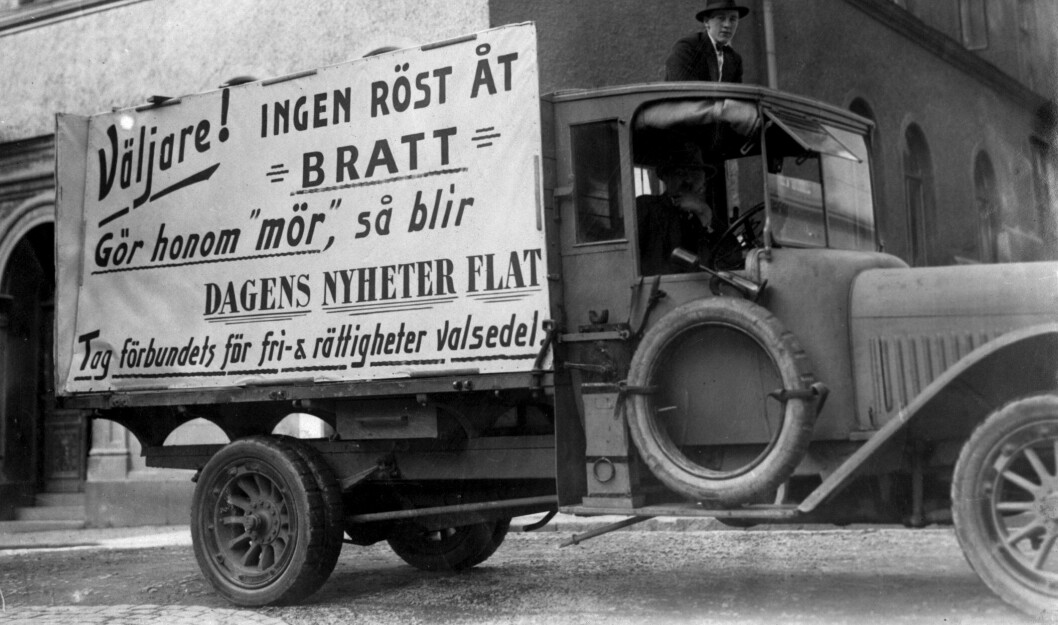 Väljare! INGEN RÖST ÅT
=BRATT=
Gör honom "mör", så blir
DAGENS NYHETER FLAT
Tag förbundets för fri-& rättigheter valsedel.